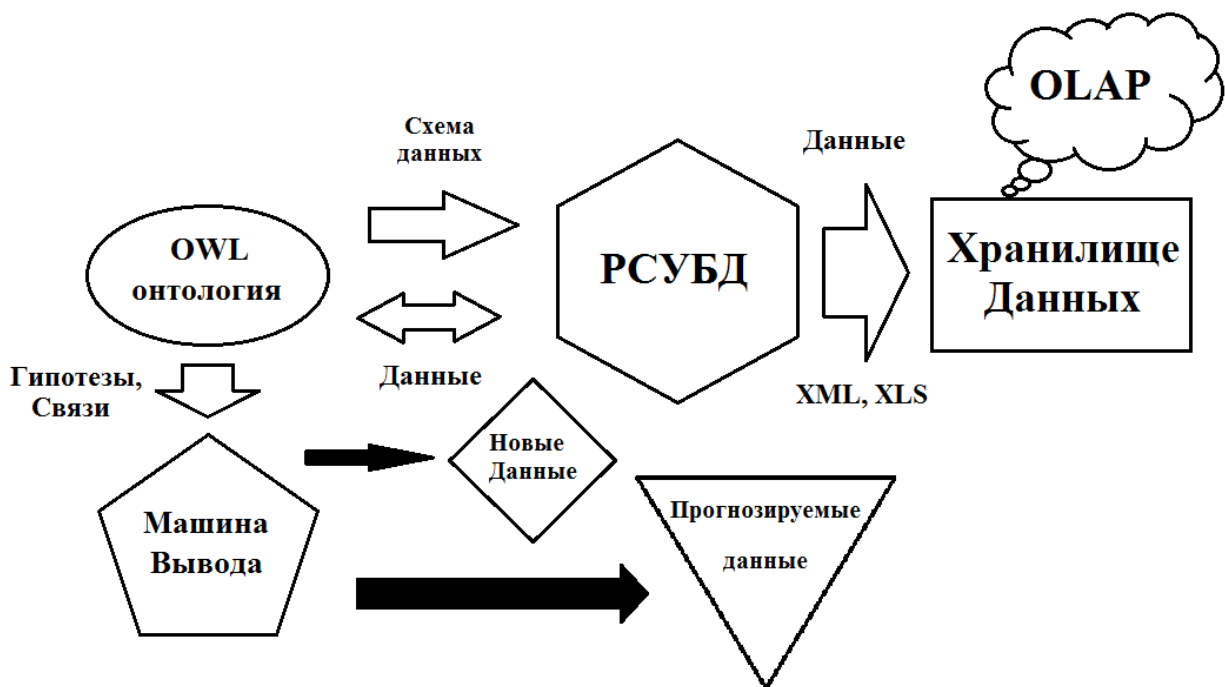 OLAP
Схема
данных
Данные
OWL
онтология
РСУБД
Хранилище
Данных
Гипотезы,
Связи
Данные
XML, XLS
Новые
Данные
Машина
Вывода
Прогнозируемые
данные